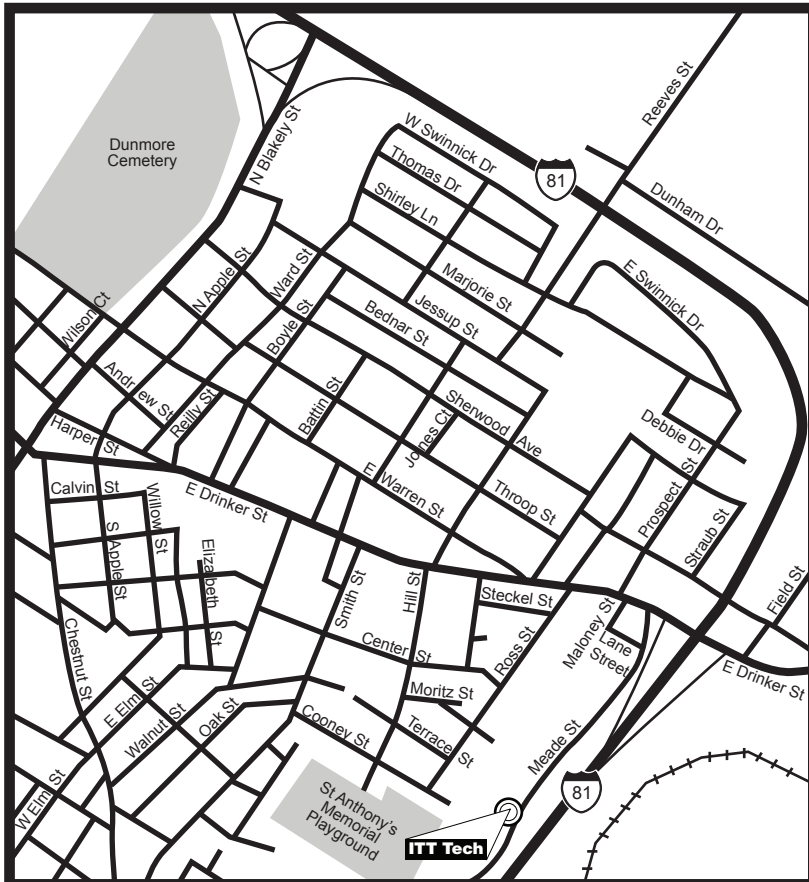 Reeves St
Dunmore
Cemetery
N Blakely St
W Swinnick Dr
Thomas Dr
81
Shirley Ln
Dunham Dr
E Swinnick Dr
N Apple St
Ward St
Marjorie St
Wilson Ct
Jessup St
Boyle St
Bednar St
Andrew St
Reilly St
Battin St
Sherwood Ave
James Ct
Debbie Dr
Harper St
E Warren St
Throop St
Prospect St
Calvin St
E Drinker St
Willow St
S Apple St
Straub St
Elizabeth St
Smith St
Hill St
Steckel St
Field St
Maloney St
Chestnut St
Center St
Ross St
Lane
Street
E Drinker St
E Elm St
Moritz St
Walnut St
Oak St
Cooney St
Terrace St
Meade St
W Elm St
St Anthony's
Memorial
Playground
81
ITT Tech